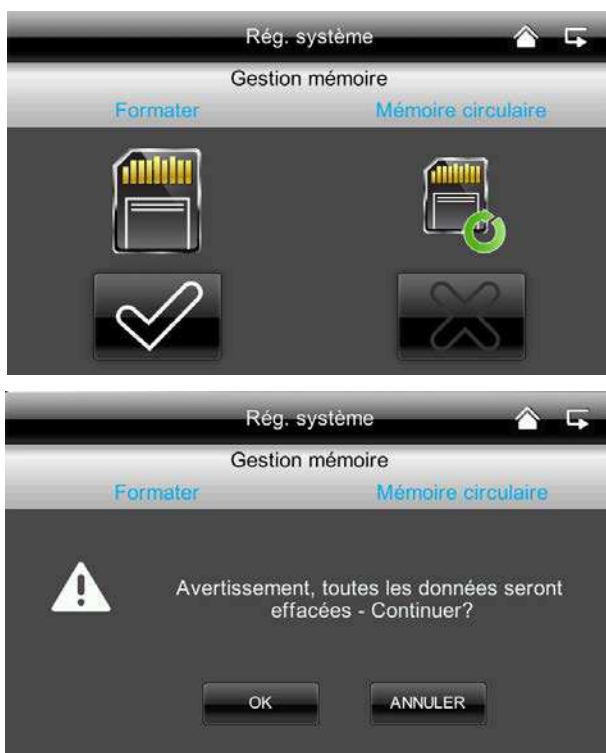 Rég. système
Gestion mémoire
Formater Mémoire circulaire
Rég. système
Gestion mémoire
Formater Mémoire circulaire
Avertissement, toutes les données seront
effacées - Continuer?
OK ANNULER